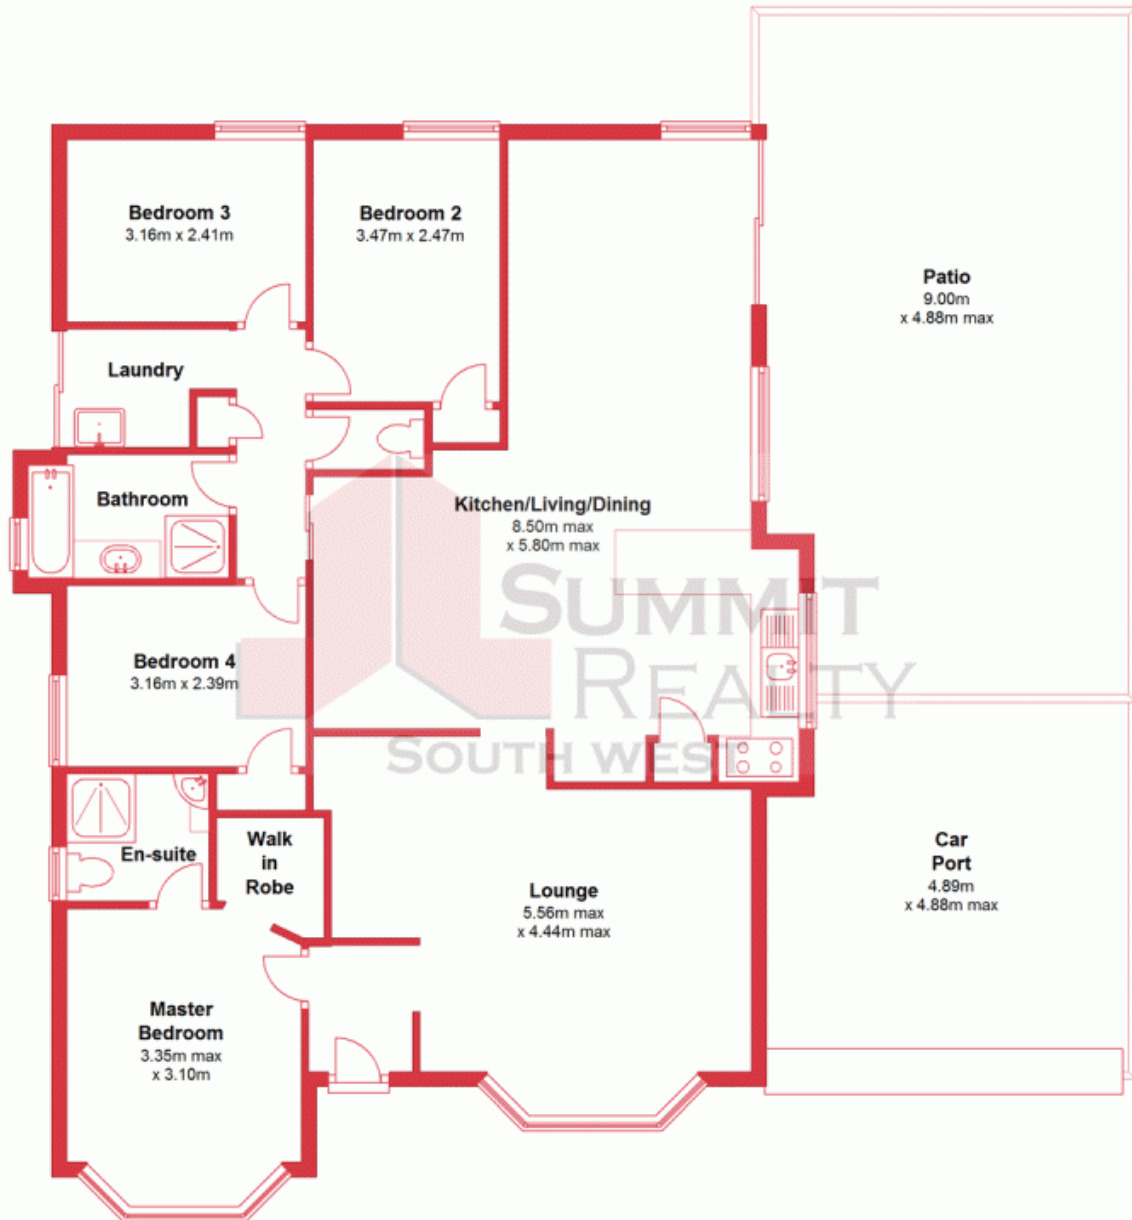 Bedroom 3
3.16m x 2.41m
Bedroom 2
3.47m x 2.47m
Patio
9.00m
x 4.88m max
Laundry
Bathroom
Kitchen/Living/Dining
8.50m max
x 5.80m max
SUMMIT
REALTY
SOUTH WEST
Bedroom 4
3.16m x 2.39m
En-suite
Walk
in
Robe
Lounge
5.56m max
x 4.44m max
Car
Port
4.89m
x 4.88m max
Master
Bedroom
3.35m max
x 3.10m